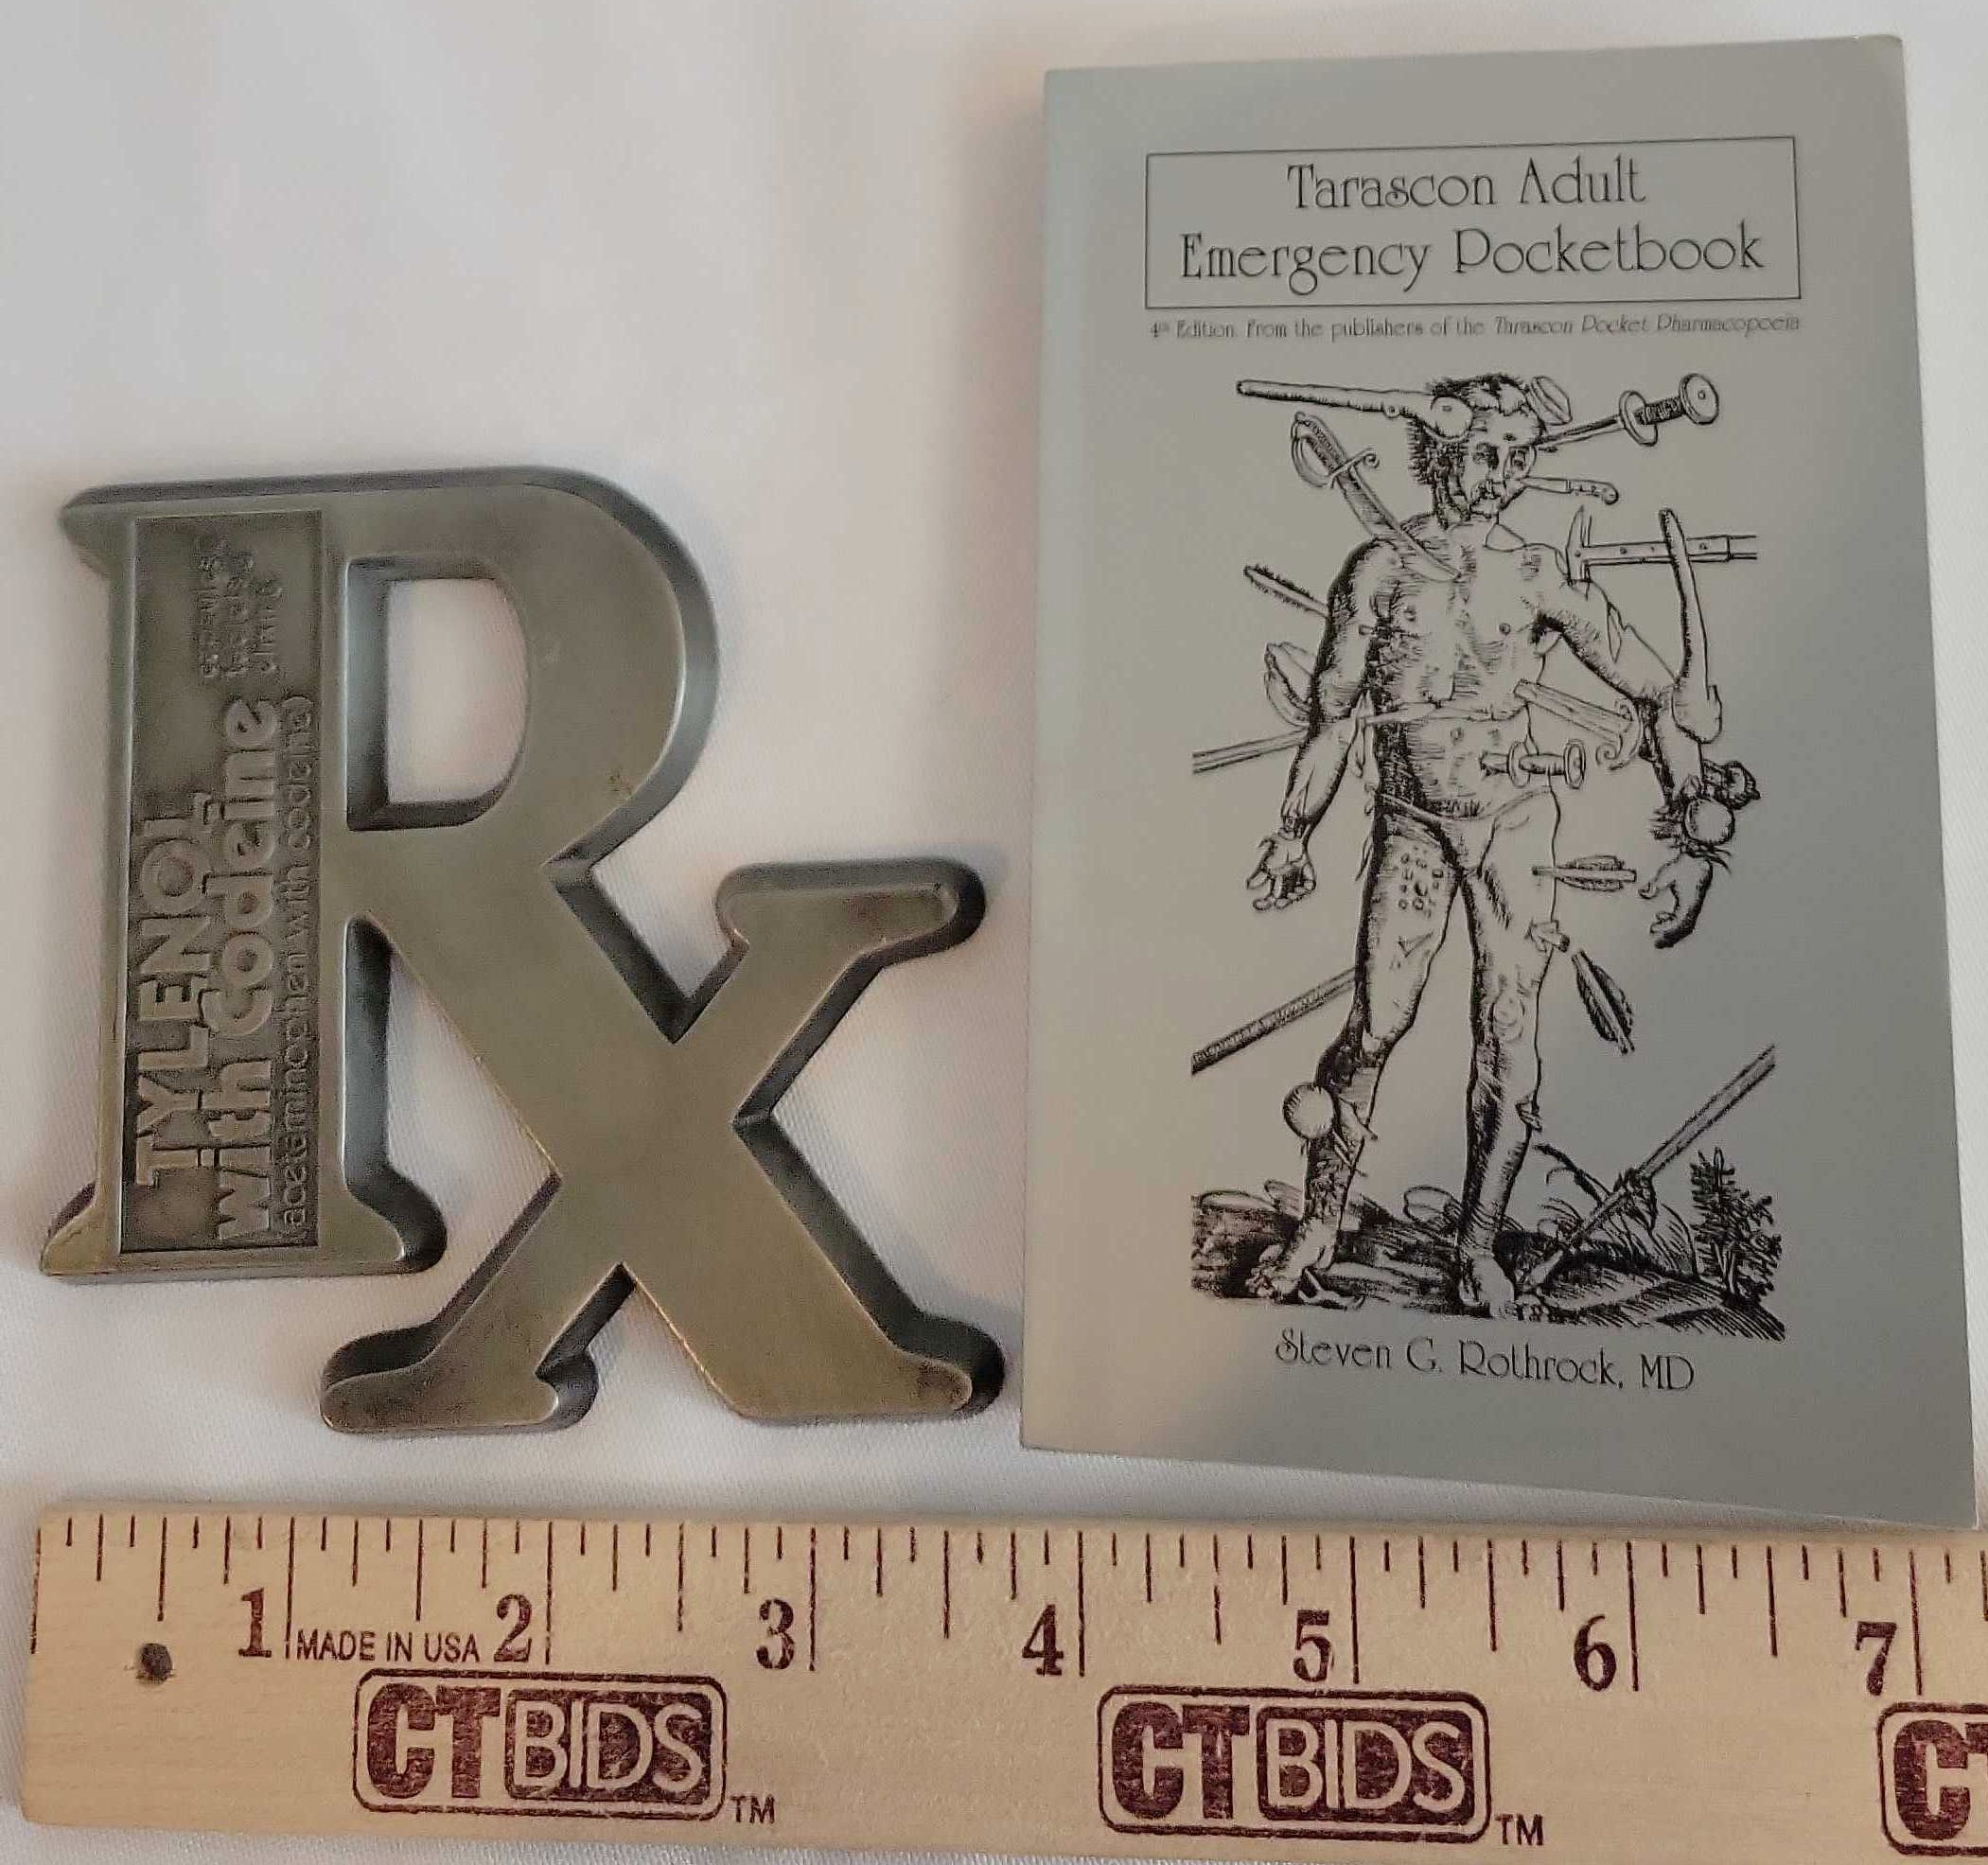 TYLENOL
with Codeine
(acetaminophen with codeine)
Tarascon Adult
Emergency Pocketbook
4th Edition. From the publishers of the Tarascon Pocket Pharmacopoeia
Steven G. Rothrock, MD
1 2 3 4 5 6 7
MADE IN USA
CTBIDS TM
CTBIDS TM
CT